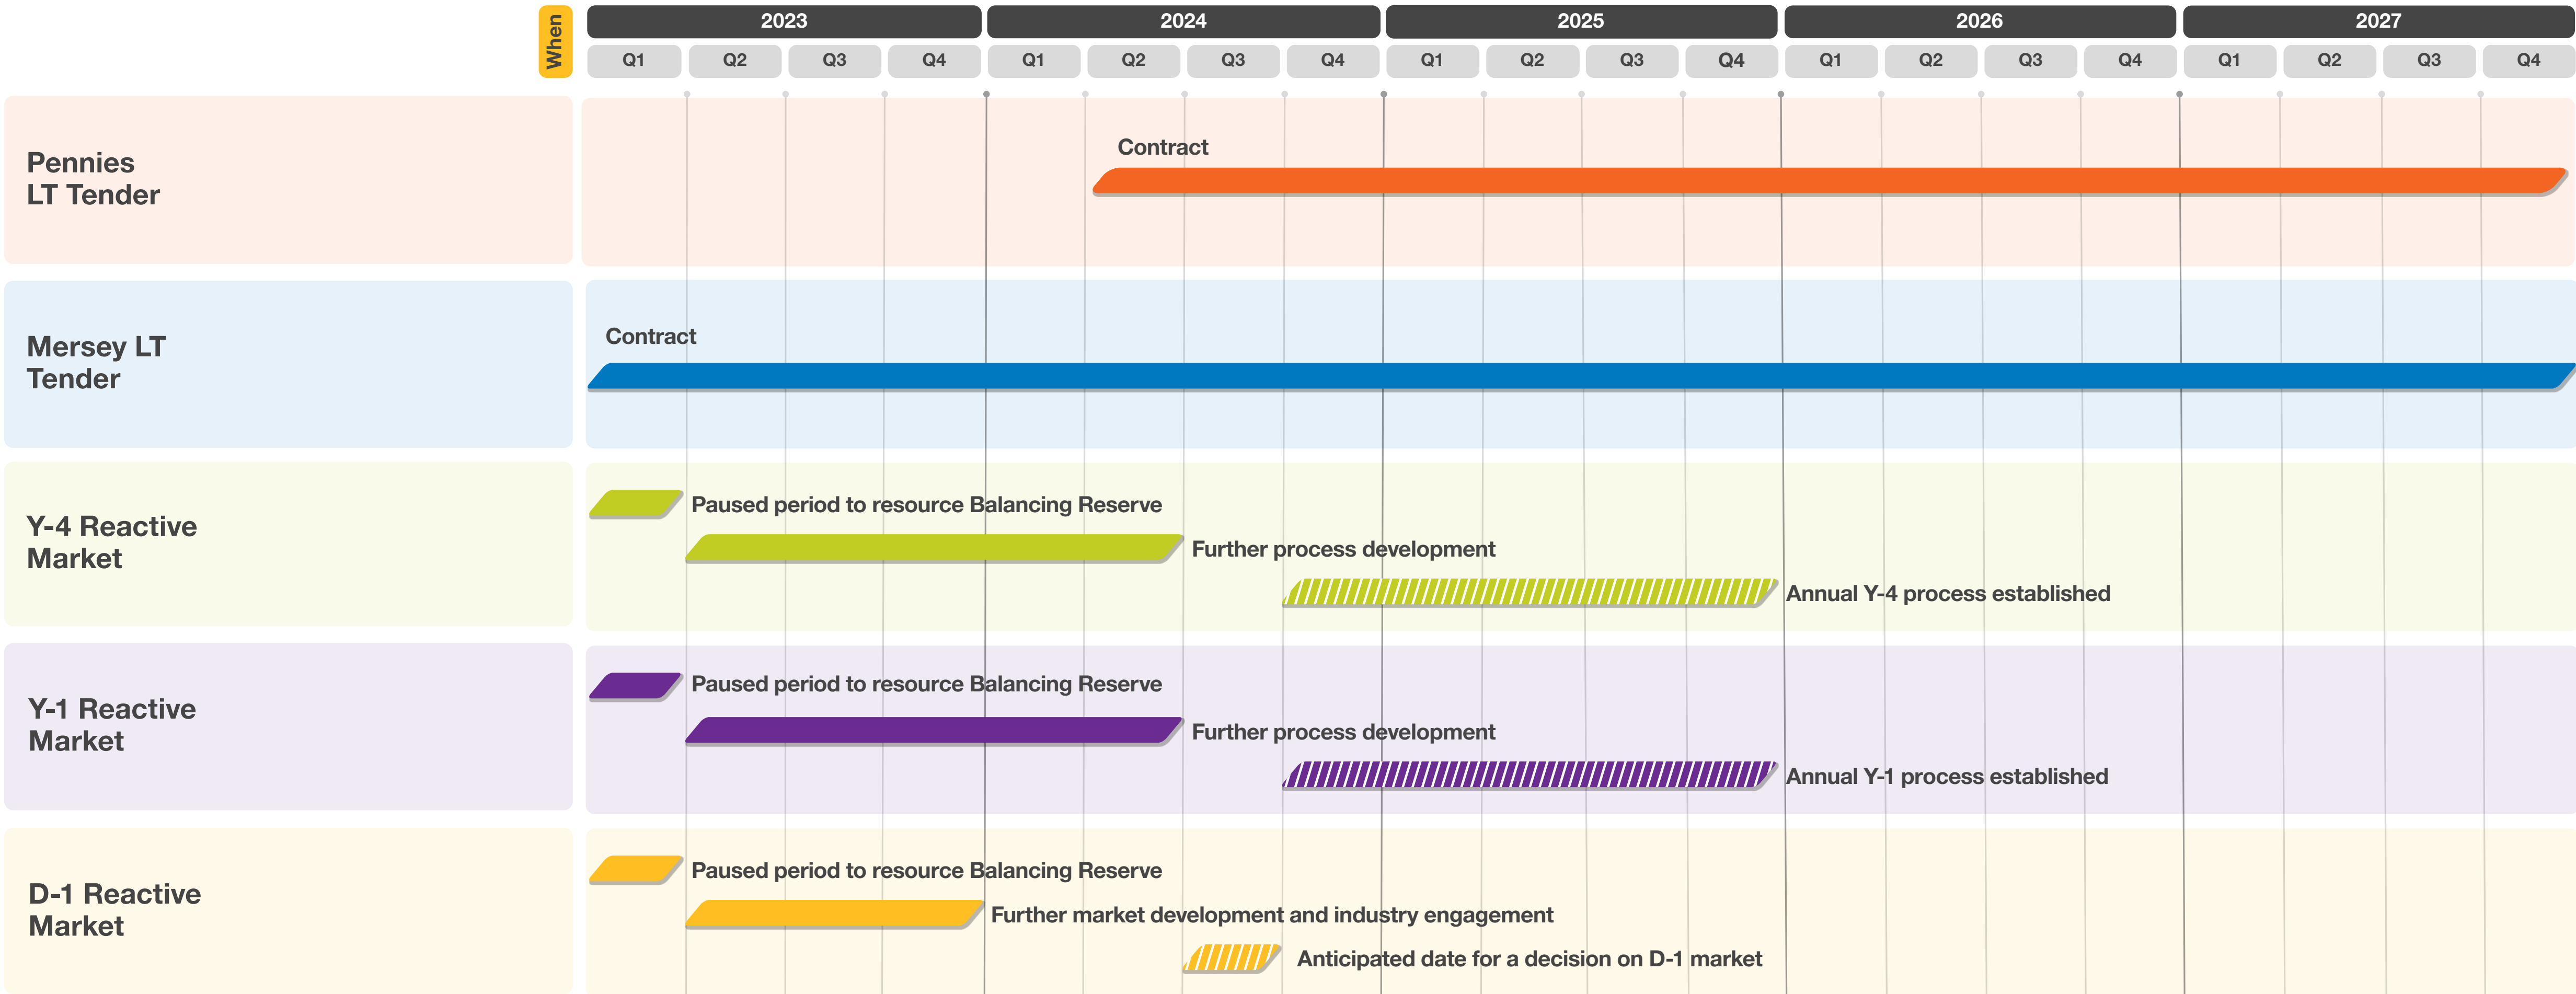 When
2023 2024 2025 2026 2027
Q1 Q2 Q3 Q4 Q1 Q2 Q3 Q4 Q1 Q2 Q3 Q4 Q1 Q2 Q3 Q4 Q1 Q2 Q3 Q4
Pennies
LT Tender
Contract
Mersey LT
Tender
Contract
Y-4 Reactive
Market
Paused period to resource Balancing Reserve
Further process development
Annual Y-4 process established
Y-1 Reactive
Market
Paused period to resource Balancing Reserve
Further process development
Annual Y-1 process established
D-1 Reactive
Market
Paused period to resource Balancing Reserve
Further market development and industry engagement
Anticipated date for a decision on D-1 market